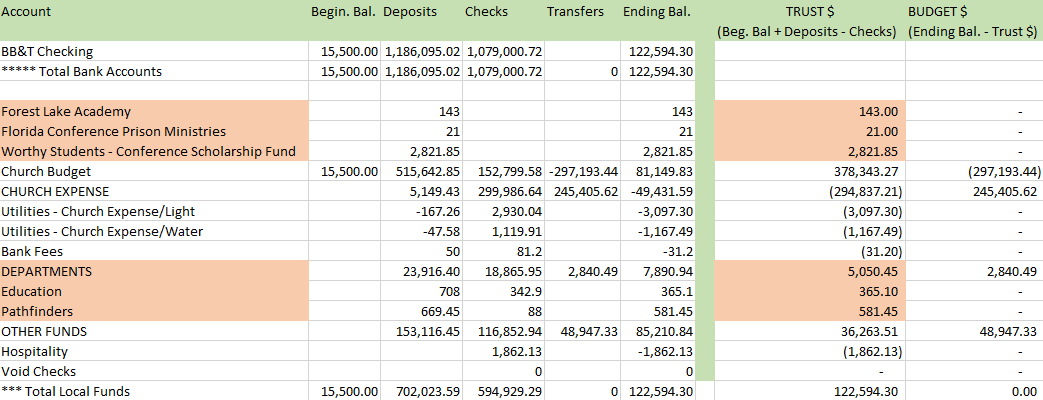 Account Begin. Bal. Deposits Checks Transfers Ending Bal. TRUST $ BUDGET $
(Beg. Bal + Deposits - Checks) (Ending Bal. - Trust $)
BB&T Checking 15,500.00 1,186,095.02 1,079,000.72 122,594.30
***** Total Bank Accounts 15,500.00 1,186,095.02 1,079,000.72 0 122,594.30
Forest Lake Academy 143 143 143.00 -
Florida Conference Prison Ministries 21 21 21.00 -
Worthy Students - Conference Scholarship Fund 2,821.85 2,821.85 2,821.85 -
Church Budget 15,500.00 515,642.85 152,799.58 -297,193.44 81,149.83 378,343.27 (297,193.44)
CHURCH EXPENSE 5,149.43 299,986.64 245,405.62 -49,431.59 (294,837.21) 245,405.62
Utilities - Church Expense/Light -167.26 2,930.04 -3,097.30 (3,097.30) -
Utilities - Church Expense/Water -47.58 1,119.91 -1,167.49 (1,167.49) -
Bank Fees 50 81.2 -31.2 (31.20) -
DEPARTMENTS 23,916.40 18,865.95 2,840.49 7,890.94 5,050.45 2,840.49
Education 708 342.9 365.1 365.10 -
Pathfinders 669.45 88 581.45 581.45 -
OTHER FUNDS 153,116.45 116,852.94 48,947.33 85,210.84 36,263.51 48,947.33
Hospitality 1,862.13 -1,862.13 (1,862.13) -
Void Checks 0 0 - -
*** Total Local Funds 15,500.00 702,023.59 594,929.29 0 122,594.30 122,594.30 0.00